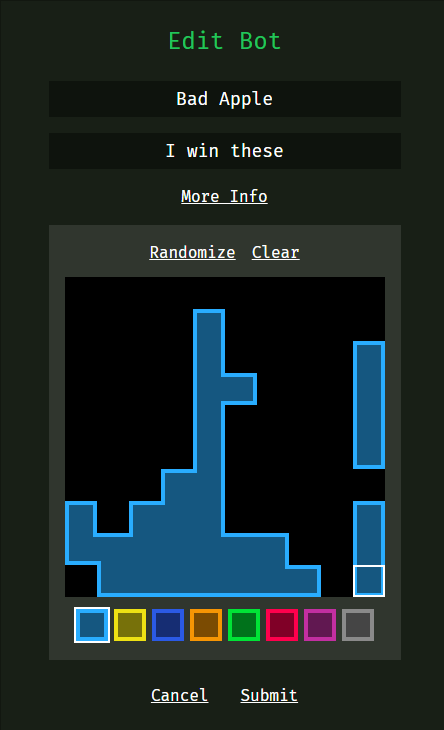 Edit Bot
Bad Apple
I win these
More Info
Randomize Clear
Cancel Submit